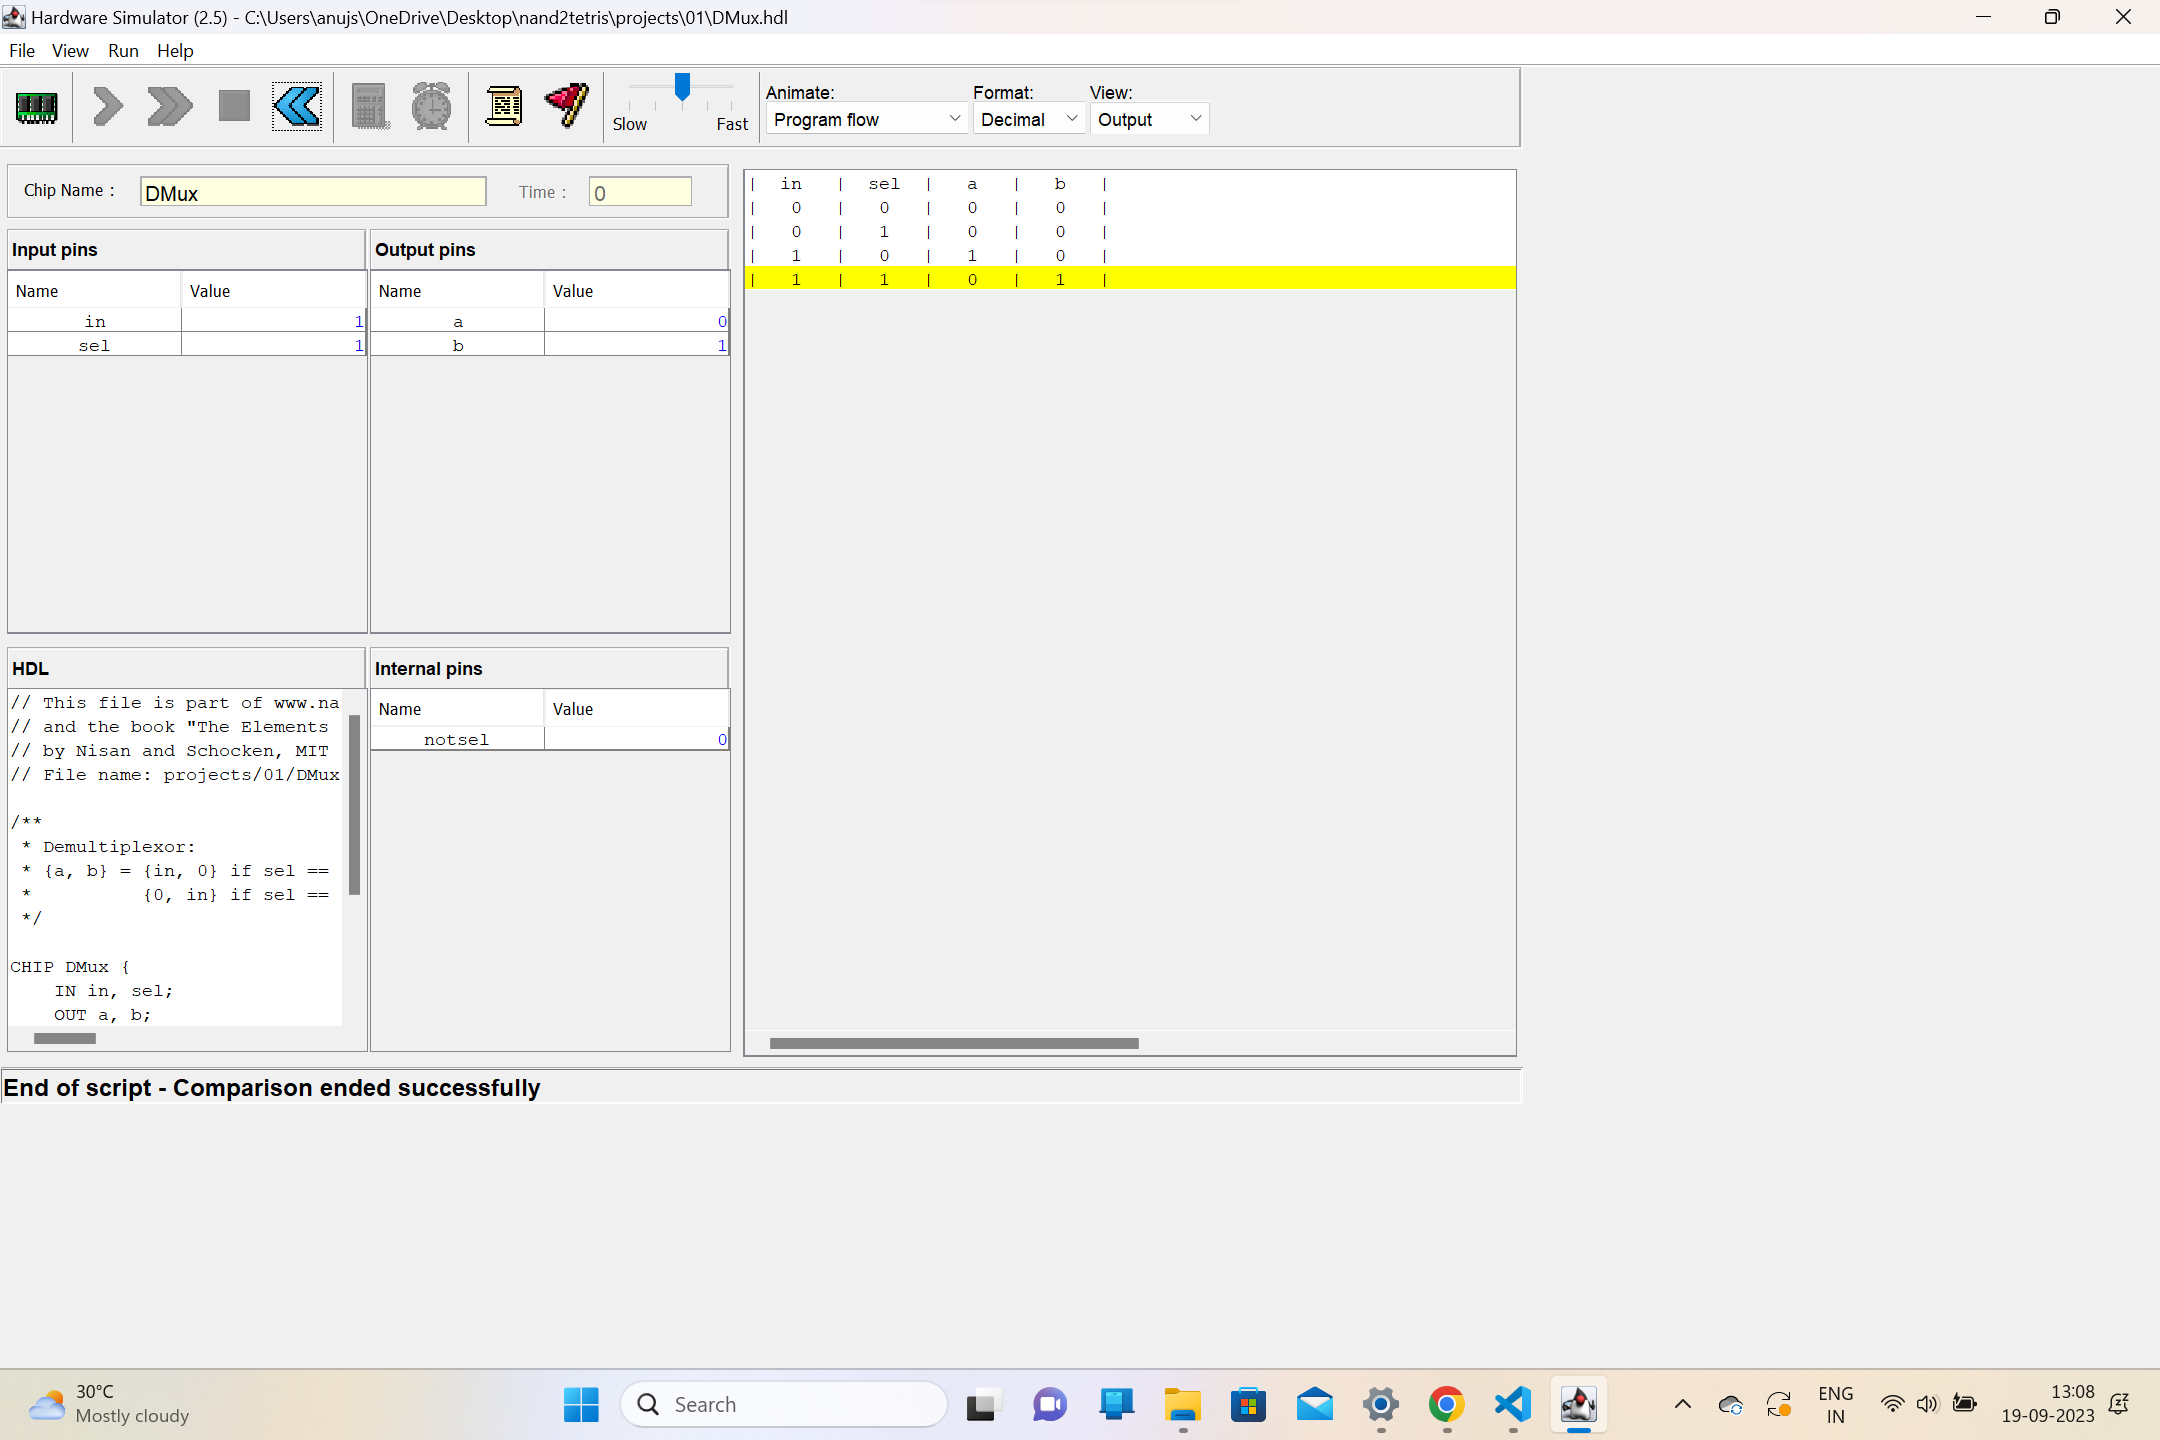 Hardware Simulator (2.5) - C:\Users\anujs\OneDrive\Desktop\nand2tetris\projects\01\DMux.hdl
File View Run Help
Slow Fast
Animate: Format: View:
Program flow Decimal Output
Chip Name : DMux Time : 0
Input pins Output pins
Name Value Name Value
in 1 a 0
sel 1 b 1
| in | sel | a | b |
| 0 | 0 | 0 | 0 |
| 0 | 1 | 0 | 0 |
| 1 | 0 | 1 | 0 |
| 1 | 1 | 0 | 1 |
HDL
// This file is part of www.na
// and the book "The Elements
// by Nisan and Schocken, MIT
// File name: projects/01/DMux
/**
* Demultiplexor:
* {a, b} = {in, 0} if sel ==
* {0, in} if sel ==
*/
CHIP DMux {
IN in, sel;
OUT a, b;
Internal pins
Name Value
notsel 0
End of script - Comparison ended successfully
30°C
Mostly cloudy
Search
ENG
IN
13:08
19-09-2023